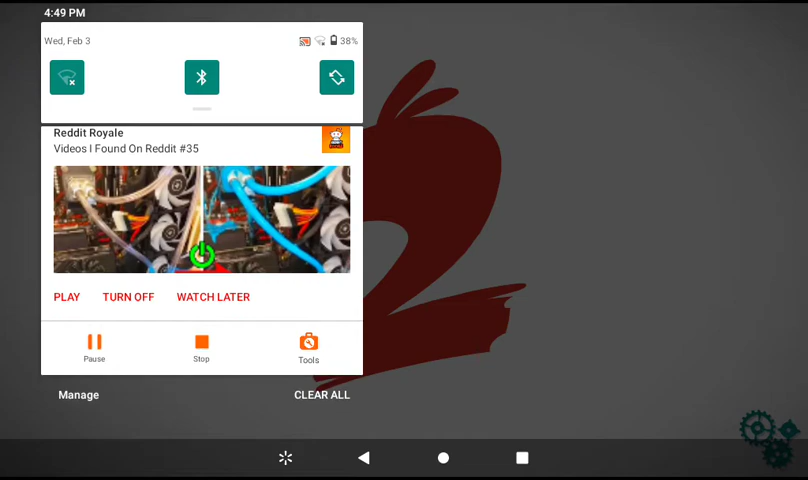 4:49 PM
Wed, Feb 3
38%
Reddit Royale
Videos I Found On Reddit #35
PLAY TURN OFF WATCH LATER
Pause Stop Tools
Manage CLEAR ALL
2